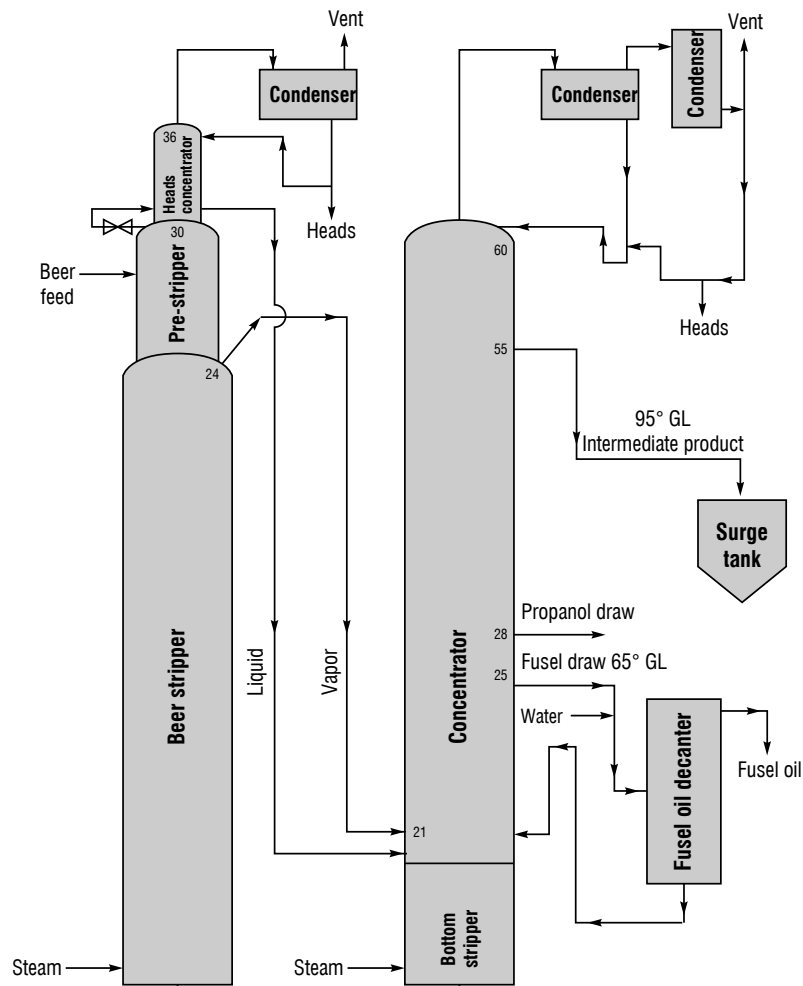 Vent
Condenser
36
Heads
concentrator
Heads
30
Beer
feed
Pre-stripper
24
Beer stripper
Liquid
Vapor
Steam
Condenser
Condenser
Vent
60
Heads
55
95° GL
Intermediate product
Surge
tank
Propanol draw
28
Fusel draw 65° GL
25
Water
Concentrator
Fusel oil decanter
Fusel oil
21
Bottom
stripper
Steam